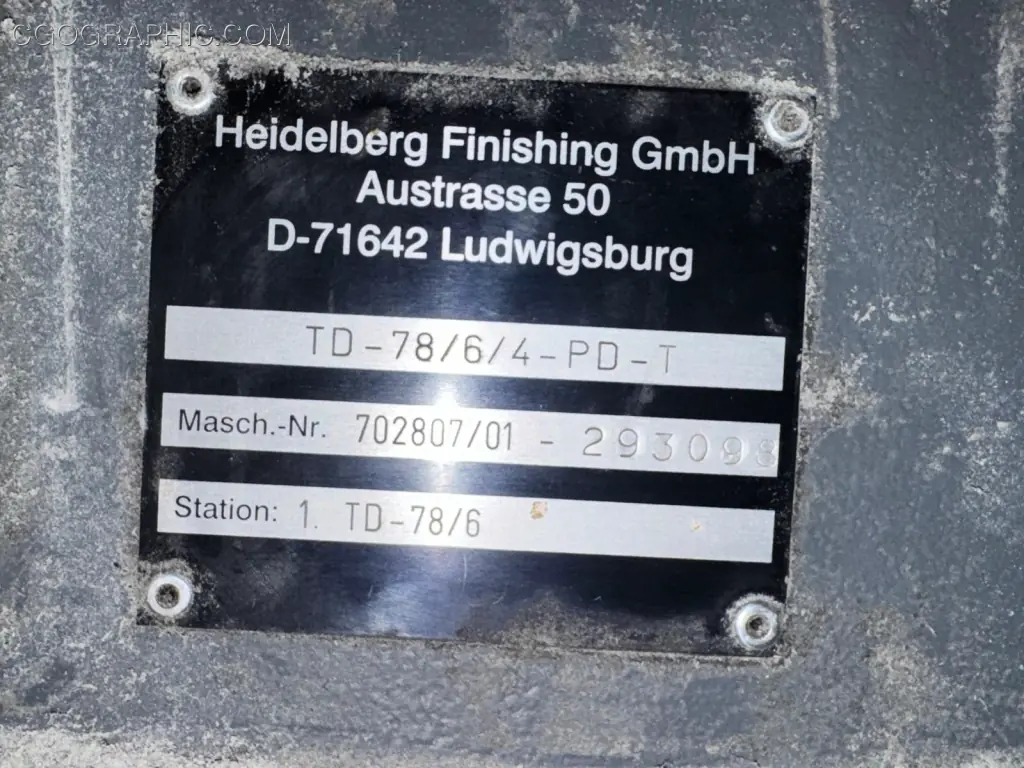 CGOGRAPHIC.COM
Heidelberg Finishing GmbH
Austrasse 50
D-71642 Ludwigsburg
TD-78/6/4-PD-T
Masch.-Nr. 702807/01 - 293098
Station: 1. TD-78/6